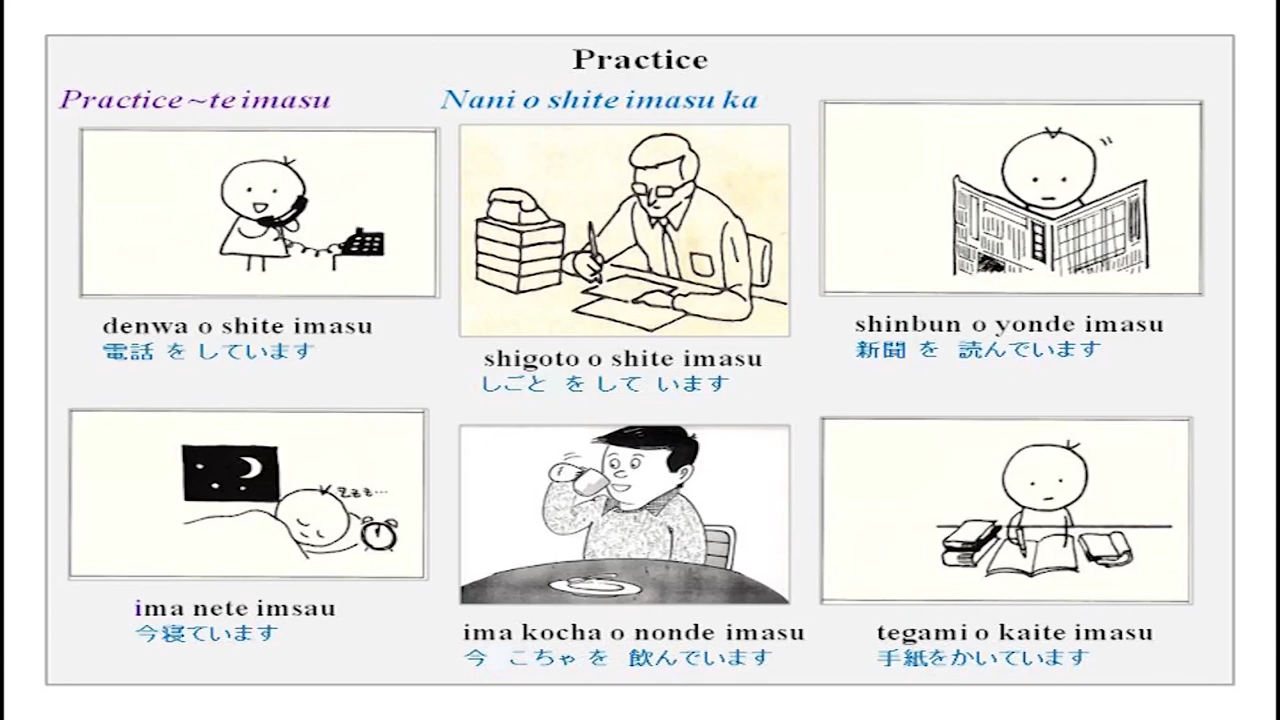 Practice
Practice ~te imasu
Nani o shite imasu ka
denwa o shite imasu
電話 を しています
shigoto o shite imasu
しごと を して います
shinbun o yonde imasu
新聞 を 読んでいます
Zzz...
ima nete imsau
今寝ています
ima kocha o nonde imasu
今 こちゃ を 飲んでいます
tegami o kaite imasu
手紙をかいています